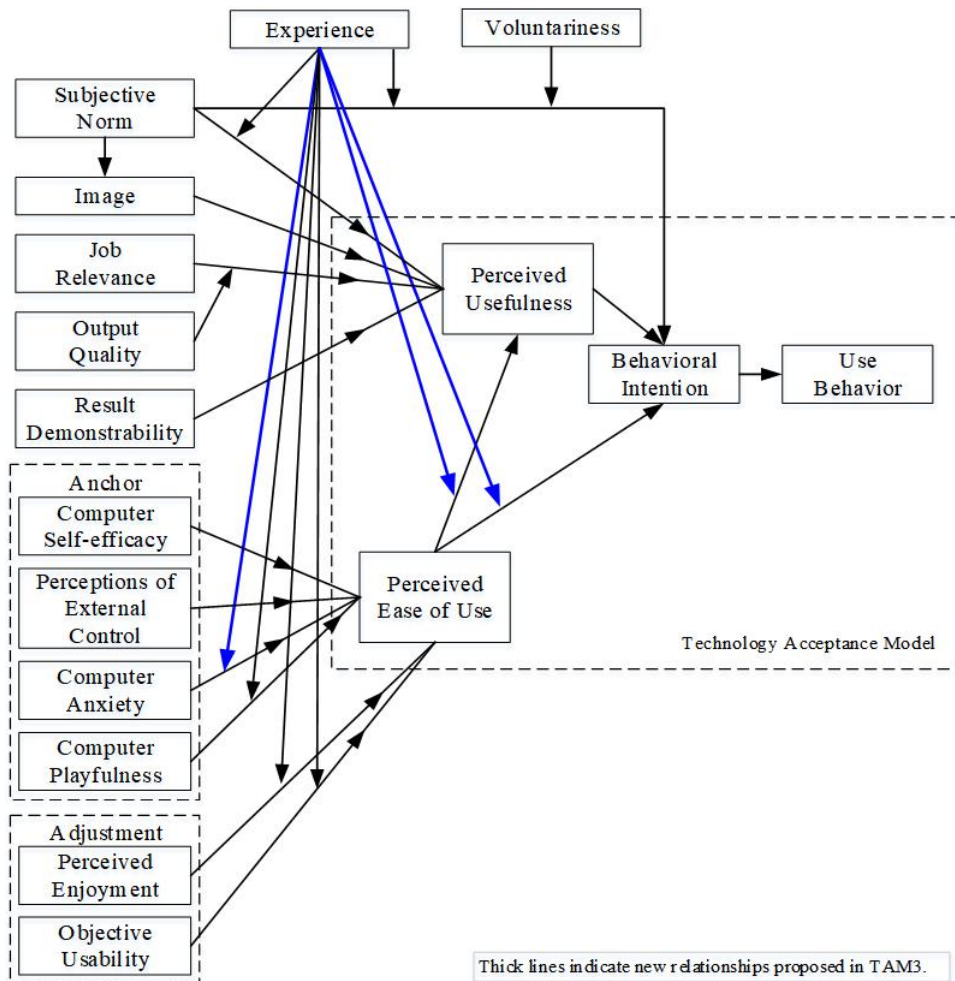 Experience
Voluntariness
Subjective
Norm
Image
Job
Relevance
Output
Quality
Result
Demonstrability
Perceived
Usefulness
Behavioral
Intention
Use
Behavior
Anchor
Computer
Self-efficacy
Perceptions of
External
Control
Computer
Anxiety
Computer
Playfulness
Perceived
Ease of Use
Technology Acceptance Model
Adjustment
Perceived
Enjoyment
Objective
Usability
Thick lines indicate new relationships proposed in TAM3.